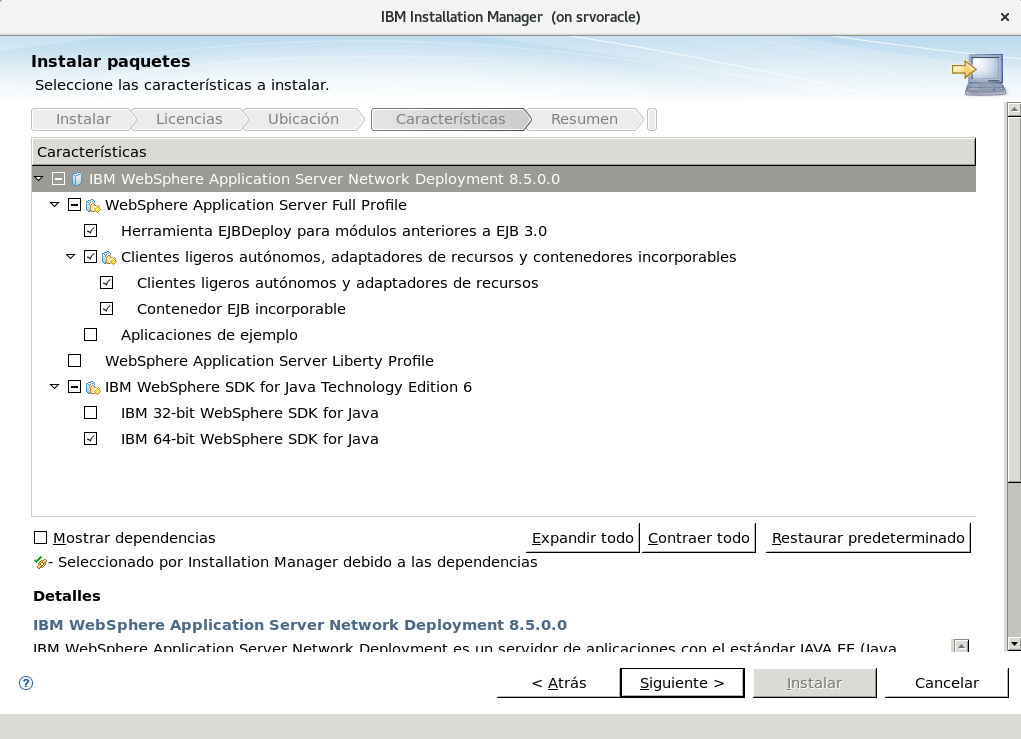 IBM Installation Manager (on srvoracle)
Instalar paquetes
Seleccione las características a instalar.
Instalar Licencias Ubicación Características Resumen
Características
IBM WebSphere Application Server Network Deployment 8.5.0.0
WebSphere Application Server Full Profile
Herramienta EJBDeploy para módulos anteriores a EJB 3.0
Clientes ligeros autónomos, adaptadores de recursos y contenedores incorporables
Clientes ligeros autónomos y adaptadores de recursos
Contenedor EJB incorporable
Aplicaciones de ejemplo
WebSphere Application Server Liberty Profile
IBM WebSphere SDK for Java Technology Edition 6
IBM 32-bit WebSphere SDK for Java
IBM 64-bit WebSphere SDK for Java
Mostrar dependencias Expandir todo Contraer todo Restaurar predeterminado
- Seleccionado por Installation Manager debido a las dependencias
Detalles
IBM WebSphere Application Server Network Deployment 8.5.0.0
IBM WebSphere Application Server Network Deployment es un servidor de aplicaciones con el estándar JAVA EE (Java
? < Atrás Siguiente > Instalar Cancelar